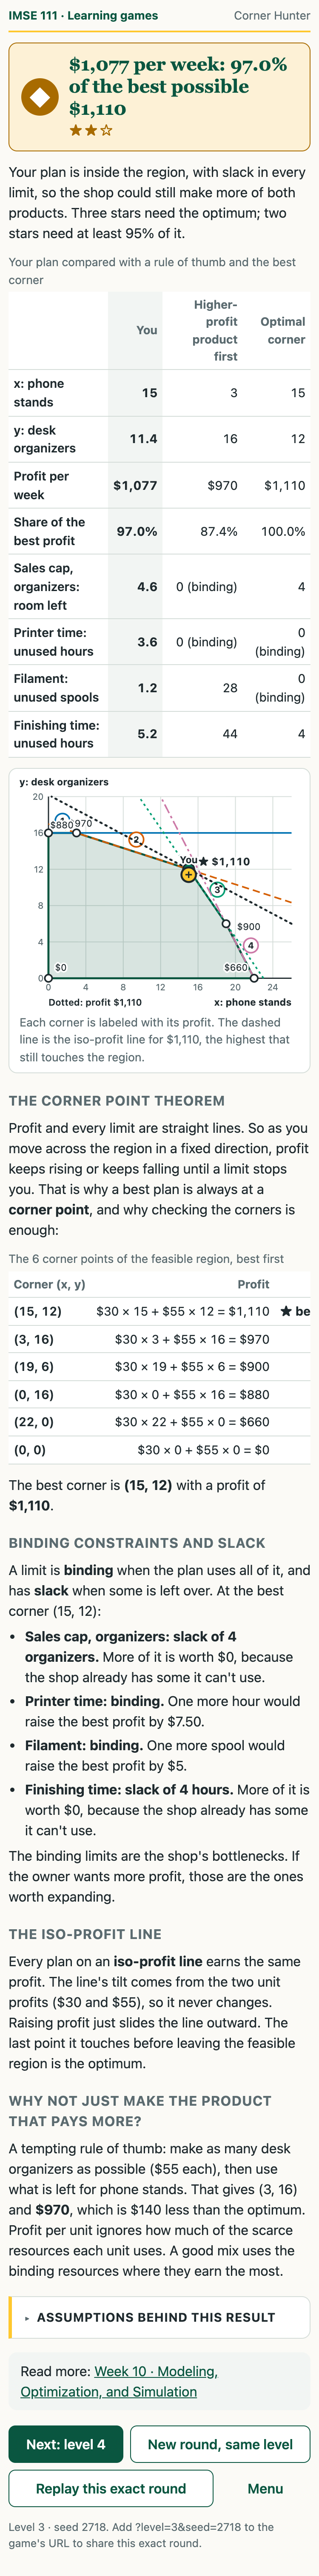 IMSE 111 · Learning games
Corner Hunter
$1,077 per week: 97.0%
of the best possible
$1,110
Your plan is inside the region, with slack in every
limit, so the shop could still make more of both
products. Three stars need the optimum; two
stars need at least 95% of it.
Your plan compared with a rule of thumb and the best
corner
You
Higher-
profit
product
first
Optimal
corner
x: phone
stands
15
3
15
y: desk
organizers
11.4
16
12
Profit per
week
$1,077
$970
$1,110
Share of the
best profit
97.0%
87.4%
100.0%
Sales cap,
organizers:
room left
4.6
0 (binding)
4
Printer time:
unused hours
3.6
0 (binding)
0
(binding)
Filament:
unused spools
1.2
28
0
(binding)
Finishing time:
unused hours
5.2
44
4
y: desk organizers
20
16
12
8
4
0
0
4
8
12
16
20
24
$880
970
2
You
$1,110
3
$900
4
$660
$0
Dotted: profit $1,110
x: phone stands
Each corner is labeled with its profit. The dashed
line is the iso-profit line for $1,110, the highest that
still touches the region.
THE CORNER POINT THEOREM
Profit and every limit are straight lines. So as you
move across the region in a fixed direction, profit
keeps rising or keeps falling until a limit stops
you. That is why a best plan is always at a
corner point, and why checking the corners is
enough:
The 6 corner points of the feasible region, best first
Corner (x, y)
Profit
(15, 12)
$30 × 15 + $55 × 12 = $1,110
★ be
(3, 16)
$30 × 3 + $55 × 16 = $970
(19, 6)
$30 × 19 + $55 × 6 = $900
(0, 16)
$30 × 0 + $55 × 16 = $880
(22, 0)
$30 × 22 + $55 × 0 = $660
(0, 0)
$30 × 0 + $55 × 0 = $0
The best corner is (15, 12) with a profit of
$1,110.
BINDING CONSTRAINTS AND SLACK
A limit is binding when the plan uses all of it, and
has slack when some is left over. At the best
corner (15, 12):
• Sales cap, organizers: slack of 4
organizers. More of it is worth $0, because
the shop already has some it can't use.
• Printer time: binding. One more hour would
raise the best profit by $7.50.
• Filament: binding. One more spool would
raise the best profit by $5.
• Finishing time: slack of 4 hours. More of it is
worth $0, because the shop already has some
it can't use.
The binding limits are the shop's bottlenecks. If
the owner wants more profit, those are the ones
worth expanding.
THE ISO-PROFIT LINE
Every plan on an iso-profit line earns the same
profit. The line's tilt comes from the two unit
profits ($30 and $55), so it never changes.
Raising profit just slides the line outward. The
last point it touches before leaving the feasible
region is the optimum.
WHY NOT JUST MAKE THE PRODUCT
THAT PAYS MORE?
A tempting rule of thumb: make as many desk
organizers as possible ($55 each), then use
what is left for phone stands. That gives (3, 16)
and $970, which is $140 less than the optimum.
Profit per unit ignores how much of the scarce
resources each unit uses. A good mix uses the
binding resources where they earn the most.
ASSUMPTIONS BEHIND THIS RESULT
Read more: Week 10 · Modeling,
Optimization, and Simulation
Next: level 4
New round, same level
Replay this exact round
Menu
Level 3 · seed 2718. Add ?level=3&seed=2718 to the
game's URL to share this exact round.